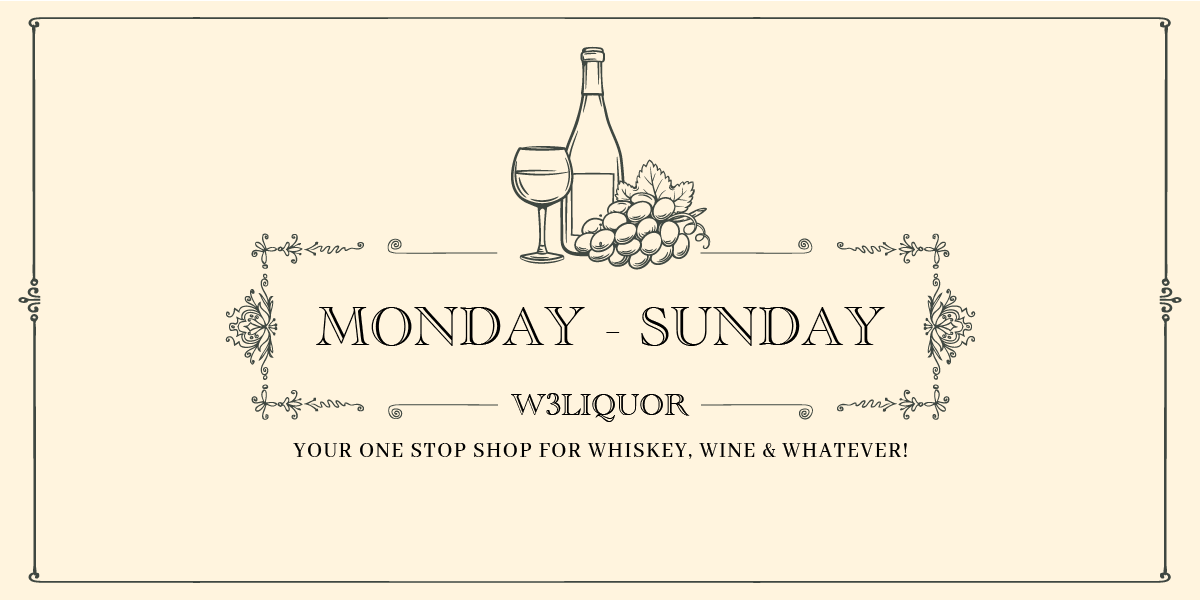 MONDAY - SUNDAY
W3LIQUOR
YOUR ONE STOP SHOP FOR WHISKEY, WINE & WHATEVER!